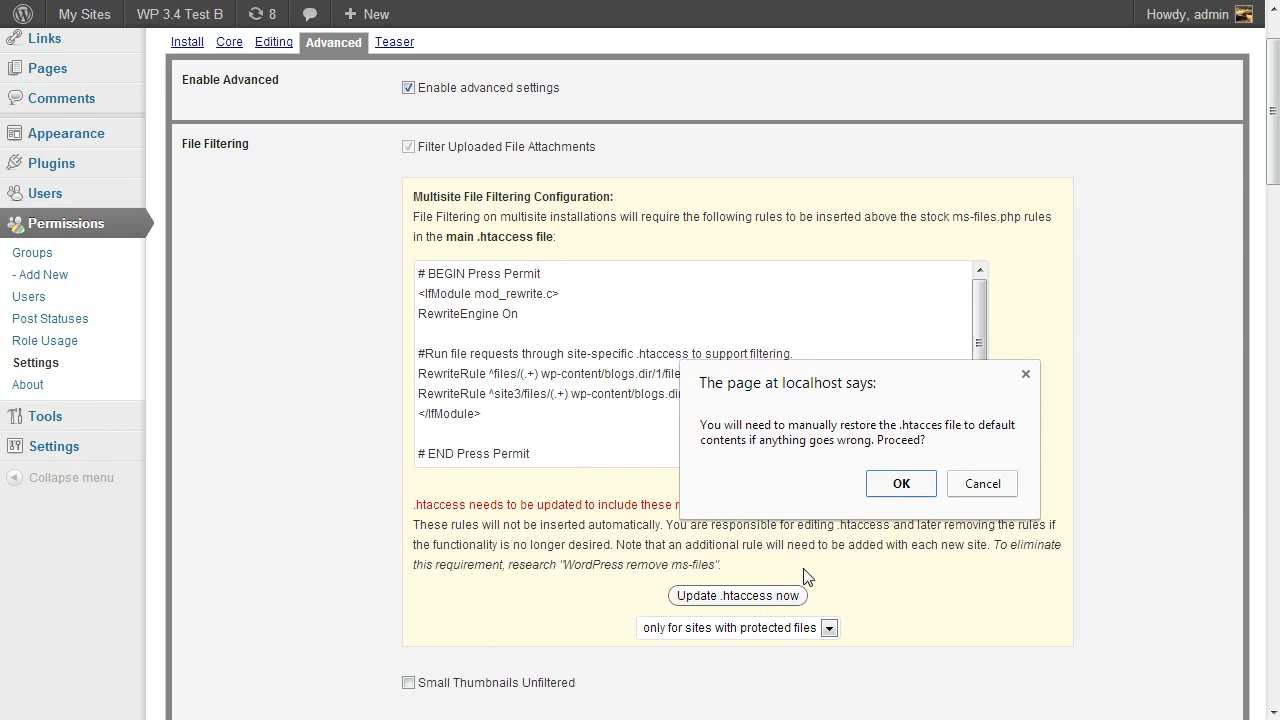 My Sites WP 3.4 Test B 8 + New Howdy, admin
Links
Pages
Comments
Appearance
Plugins
Users
Permissions
Groups
- Add New
Users
Post Statuses
Role Usage
Settings
About
Tools
Settings
Collapse menu
Install Core Editing Advanced Teaser
Enable Advanced
Enable advanced settings
File Filtering
Filter Uploaded File Attachments
Multisite File Filtering Configuration:
File Filtering on multisite installations will require the following rules to be inserted above the stock ms-files.php rules
in the main .htaccess file:
# BEGIN Press Permit
<IfModule mod_rewrite.c>
RewriteEngine On
#Run file requests through site-specific .htaccess to support filtering.
RewriteRule ^files/(.+) wp-content/blogs.dir/1/file
RewriteRule ^site3/files/(.+) wp-content/blogs.di
</IfModule>
# END Press Permit
The page at localhost says:
You will need to manually restore the .htacces file to default
contents if anything goes wrong. Proceed?
OK Cancel
.htaccess needs to be updated to include these
These rules will not be inserted automatically. You are responsible for editing .htaccess and later removing the rules if
the functionality is no longer desired. Note that an additional rule will need to be added with each new site. To eliminate
this requirement, research "WordPress remove ms-files".
Update .htaccess now
only for sites with protected files
Small Thumbnails Unfiltered